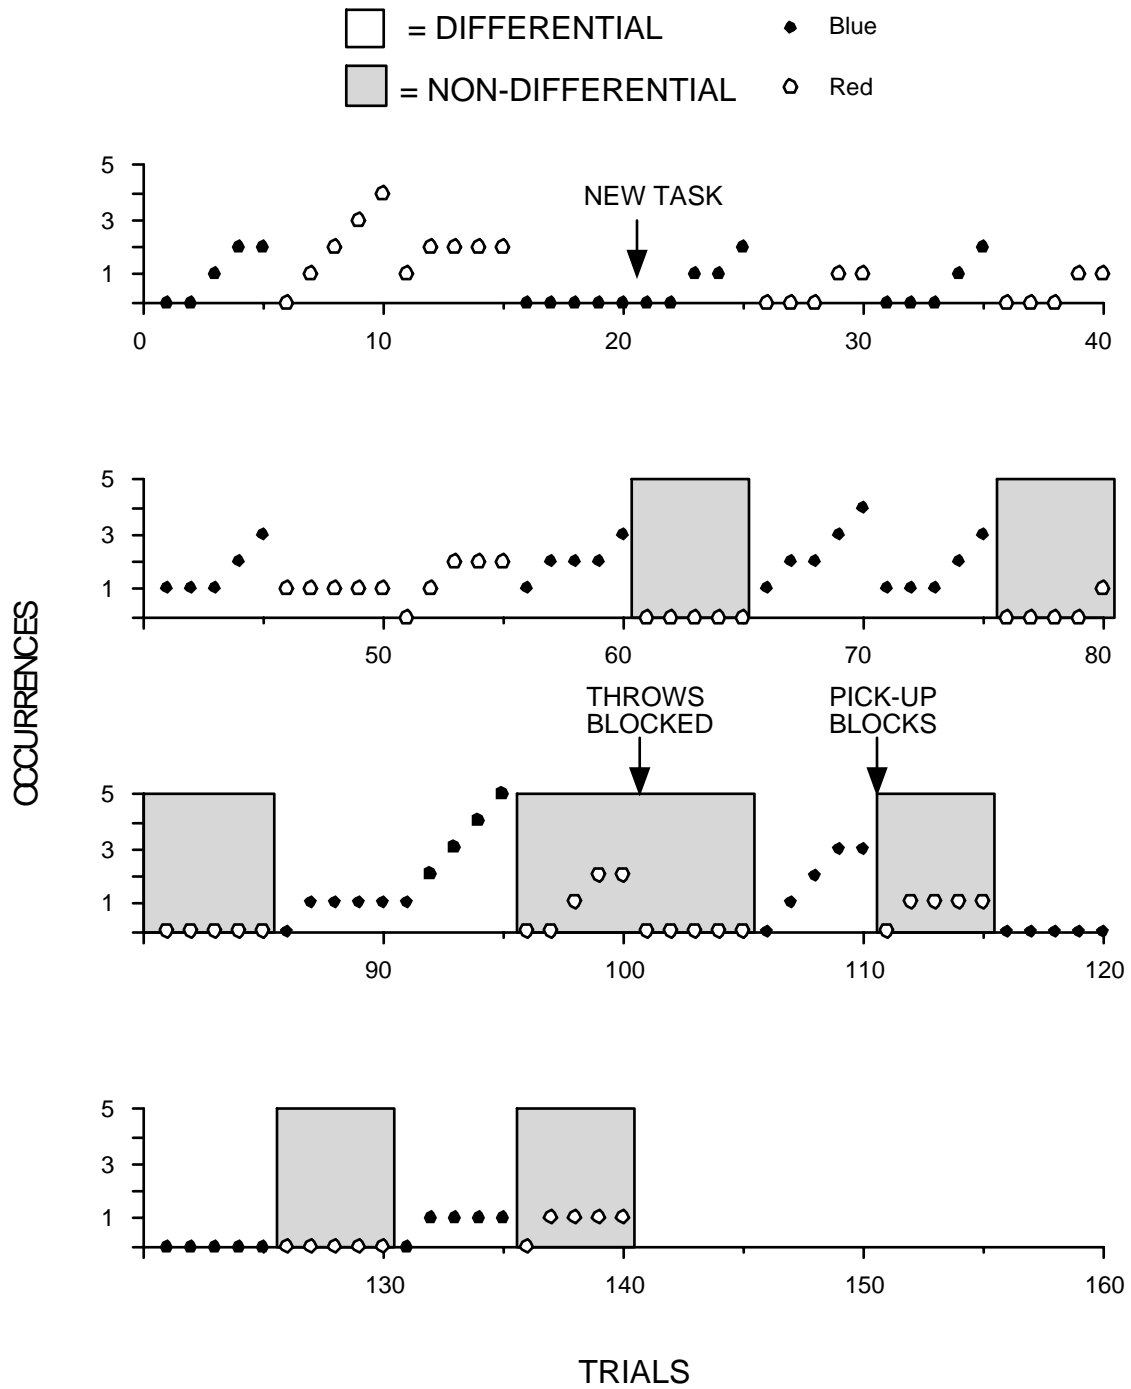 = DIFFERENTIAL
Blue
= NON-DIFFERENTIAL
Red
5
3
1
NEW TASK
0 10 20 30 40
5
3
1
50 60 70 80
OCCURRENCES
THROWS
BLOCKED
PICK-UP
BLOCKS
5
3
1
90 100 110 120
5
3
1
130 140 150 160
TRIALS